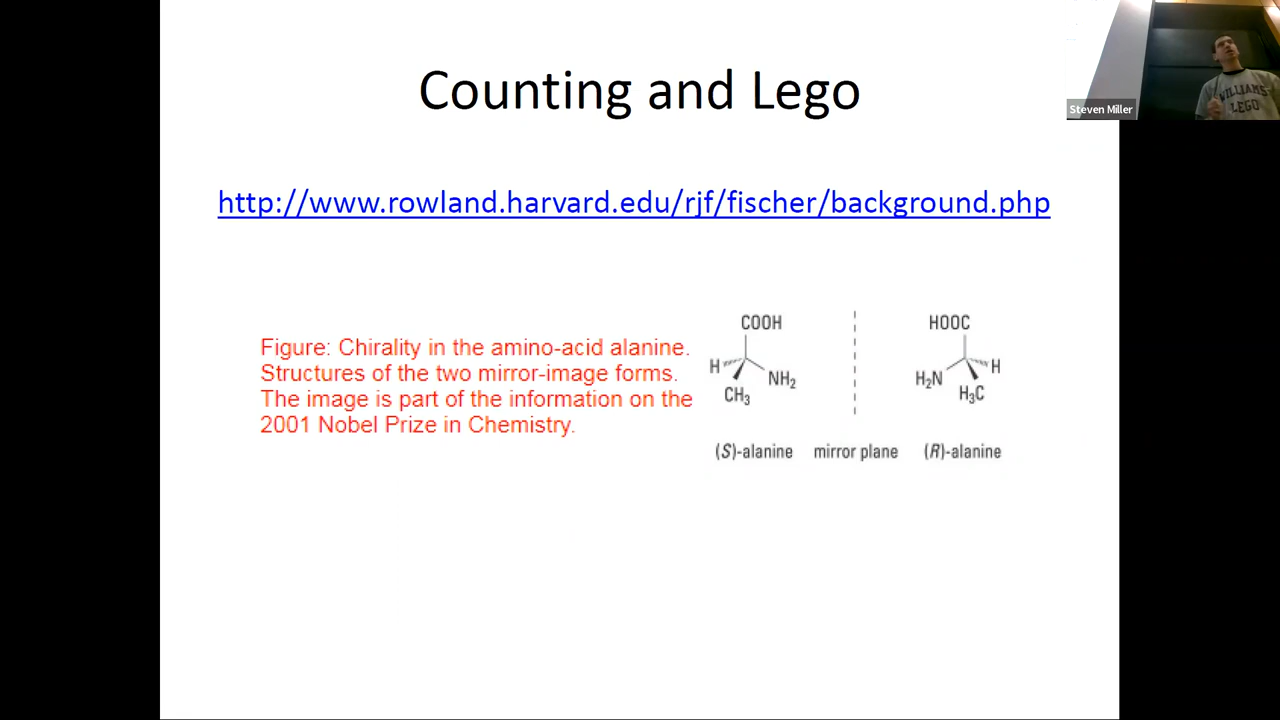 Counting and Lego
Steven Miller
WILLIAMS
LEGO
http://www.rowland.harvard.edu/rjf/fischer/background.php
Figure: Chirality in the amino-acid alanine.
Structures of the two mirror-image forms.
The image is part of the information on the
2001 Nobel Prize in Chemistry.
COOH
H
NH2
CH3
HOOC
H
H2N
H3C
(S)-alanine mirror plane (R)-alanine